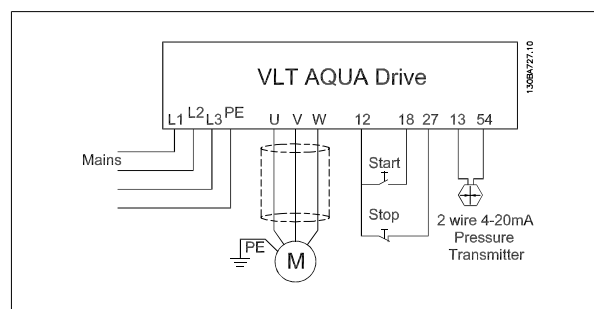 VLT AQUA Drive
130BA727.10
L1 L2 L3 PE U V W 12 18 27 13 54
Mains
Start
Stop
PE
M
2 wire 4-20mA
Pressure
Transmitter